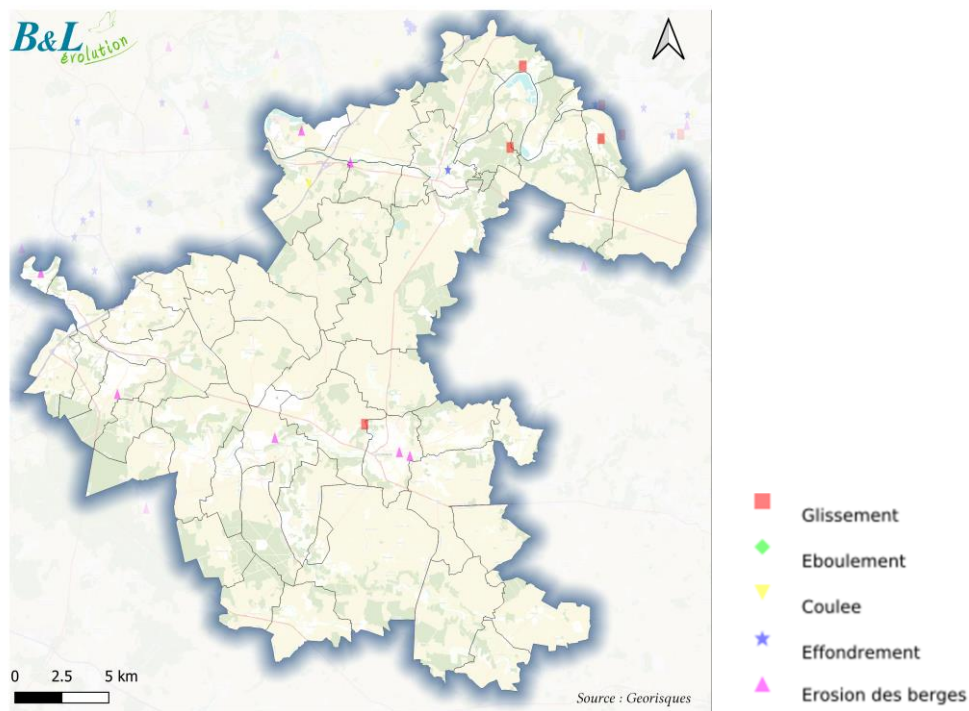 B&L
évolution
0 2.5 5 km
Source : Georisques
Glissement
Eboulement
Coulee
Effondrement
Erosion des berges